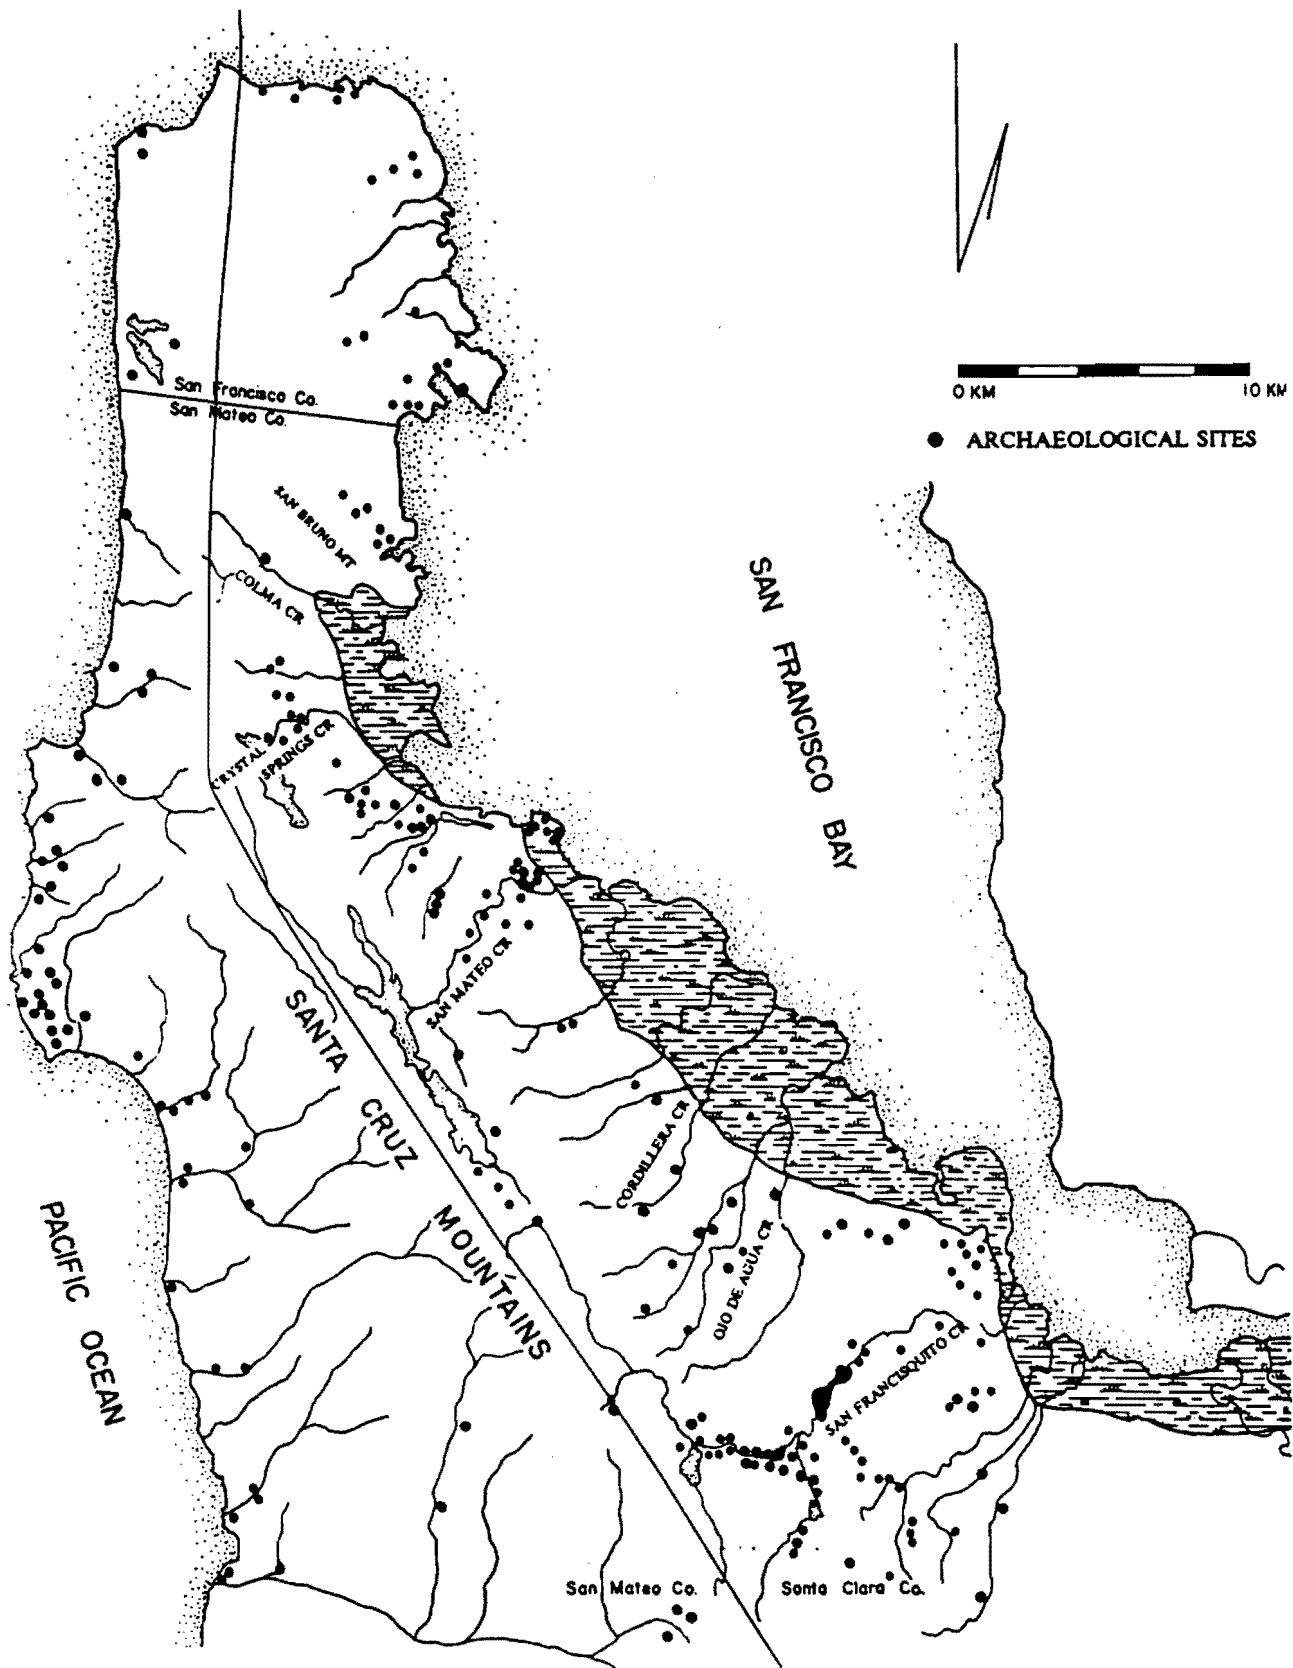 San Francisco Co.
San Mateo Co.
0 KM 10 KM
ARCHAEOLOGICAL SITES
SAN BRUNO MT
COLMA CR
SAN FRANCISCO BAY
CRYSTAL SPRINGS CR
SAN MATEO CR
SANTA CRUZ MOUNTAINS
CORDILLERA CR
PACIFIC OCEAN
OJO DE AGUA CR
SAN FRANCISQUITO CR
San Mateo Co. Santa Clara Co.